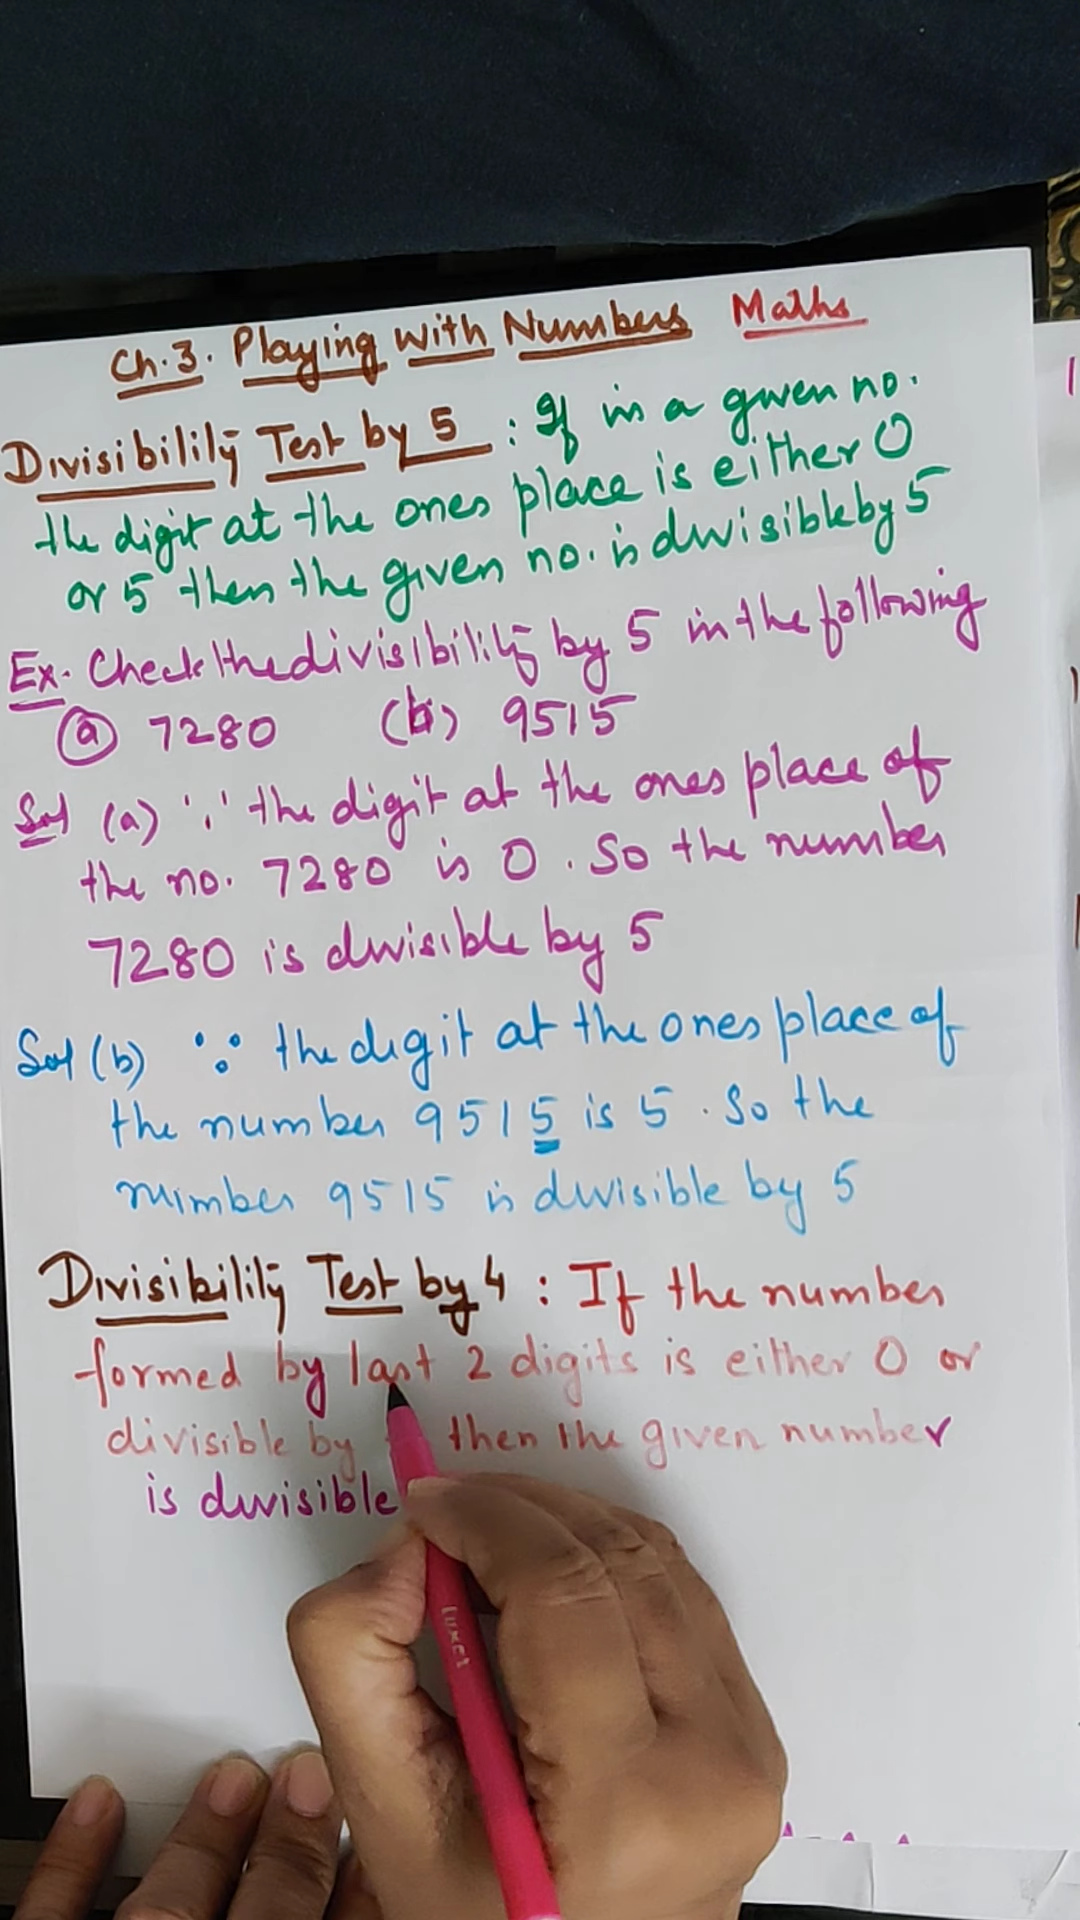 Ch.3. Playing with Numbers Maths
Divisibility Test by 5 : If in a given no.
the digit at the ones place is either 0
or 5 then the given no. is divisible by 5
Ex. Check the divisibility by 5 in the following
(a) 7280 (b) 9515
Sol (a) ∵ the digit at the ones place of
the no. 7280 is 0 . So the number
7280 is divisible by 5
Sol (b) ∵ the digit at the ones place of
the number 9515 is 5 . So the
number 9515 is divisible by 5
Divisibility Test by 4 : If the number
formed by last 2 digits is either 0 or
divisible by then the given number
is divisible
Luxor